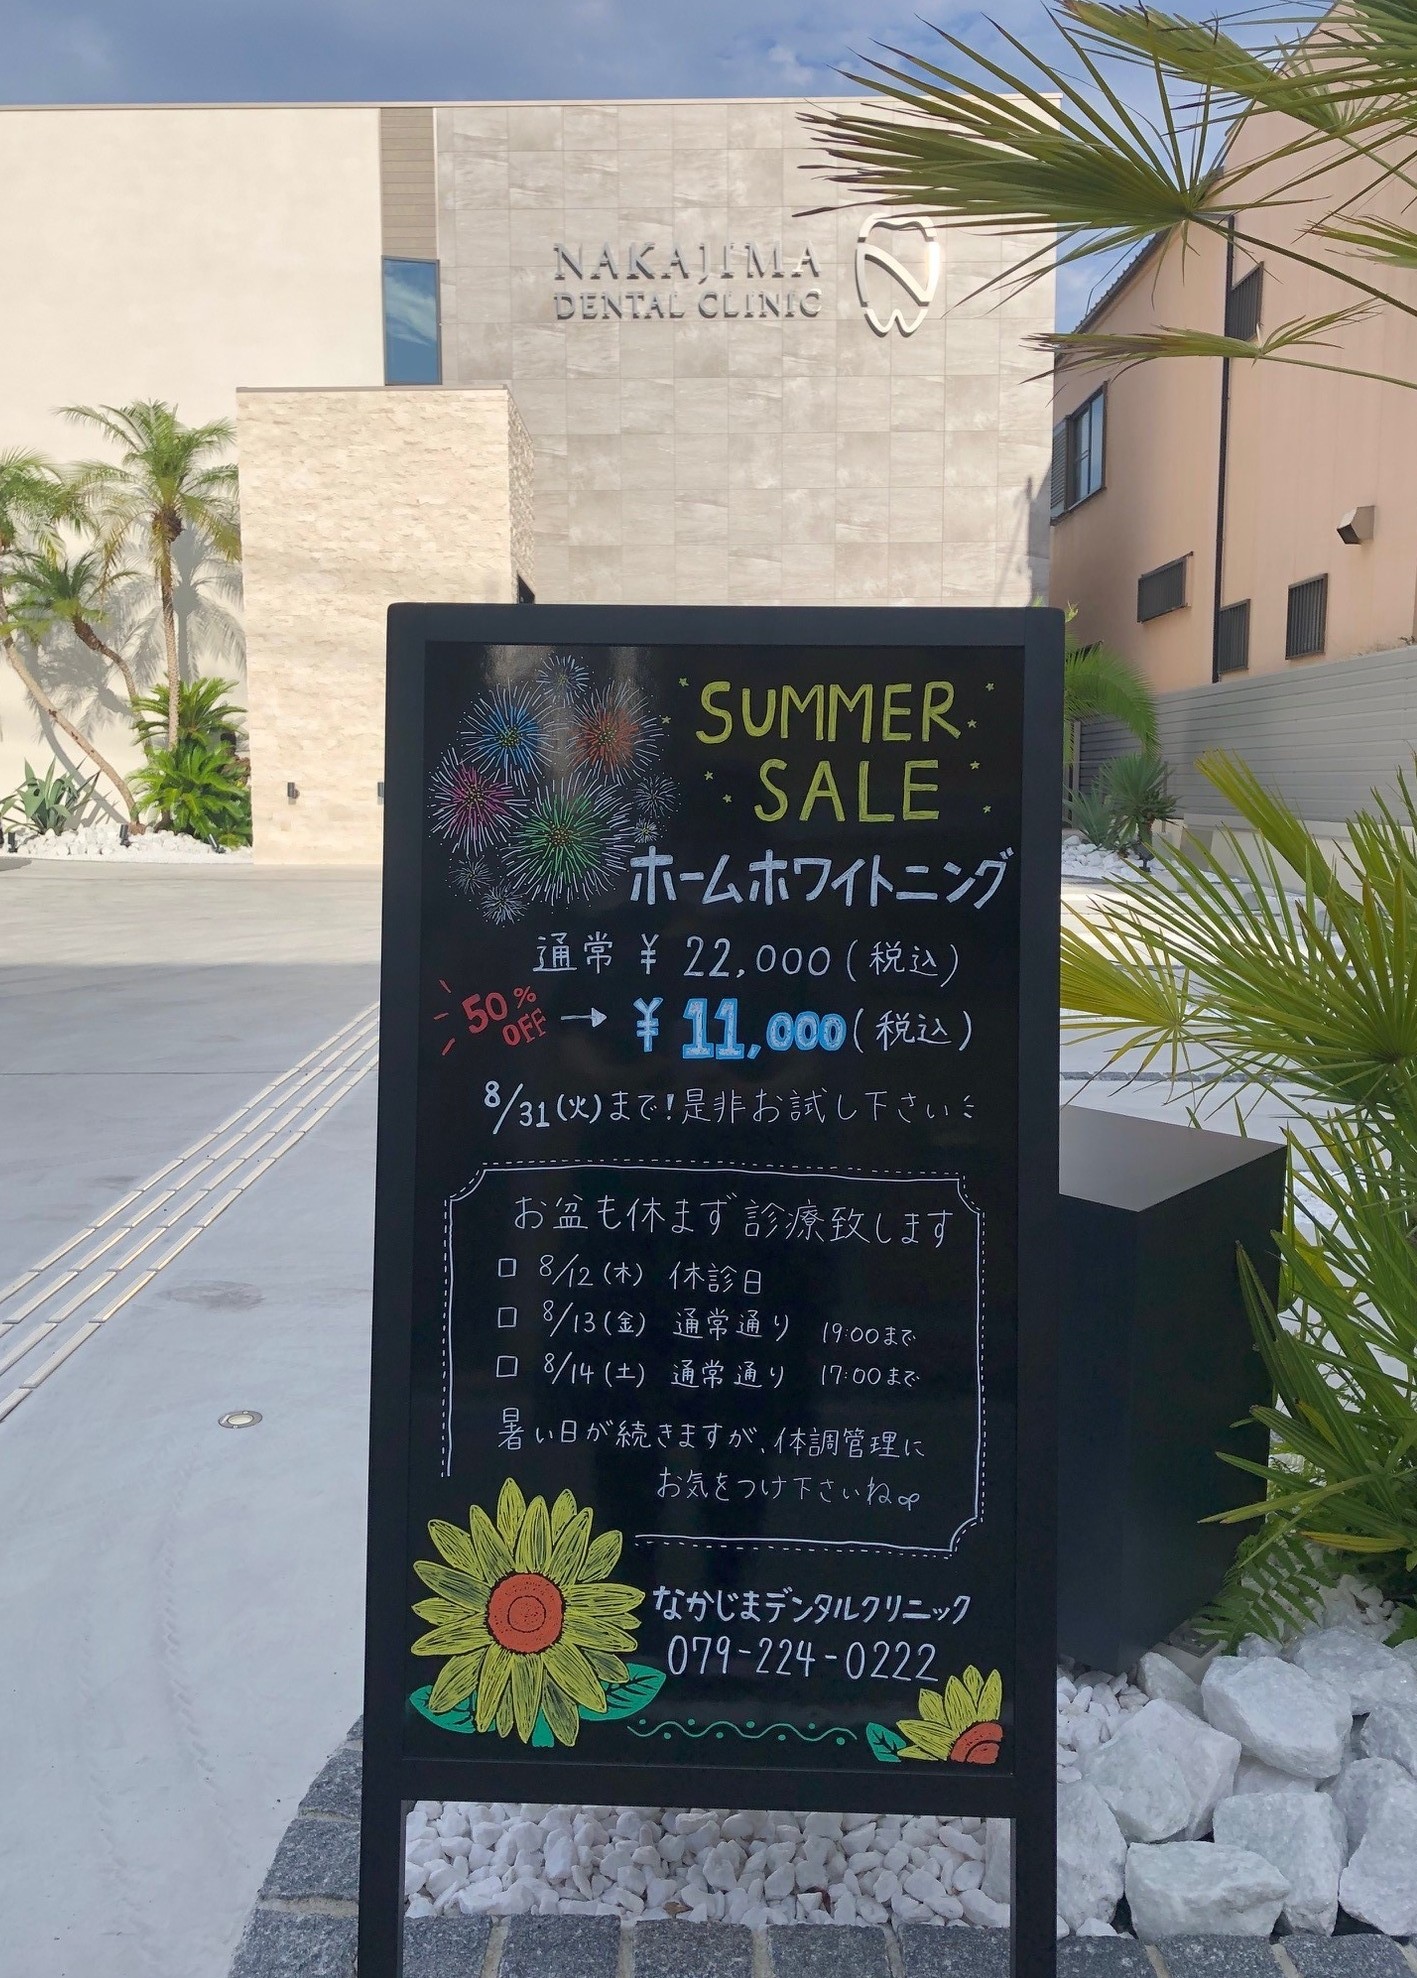 NAKAJIMA
DENTAL CLINIC
SUMMER
SALE
ホームホワイトニング
通常 ¥ 22,000(税込)
50% OFF → ¥ 11,000(税込)
8/31(火)まで!是非お試し下さい
お盆も休まず診療致します
□ 8/12(木) 休診日
□ 8/13(金) 通常通り 19:00まで
□ 8/14(土) 通常通り 17:00まで
暑い日が続きますが、体調管理に
お気をつけ下さいね
なかじまデンタルクリニック
079-224-0222